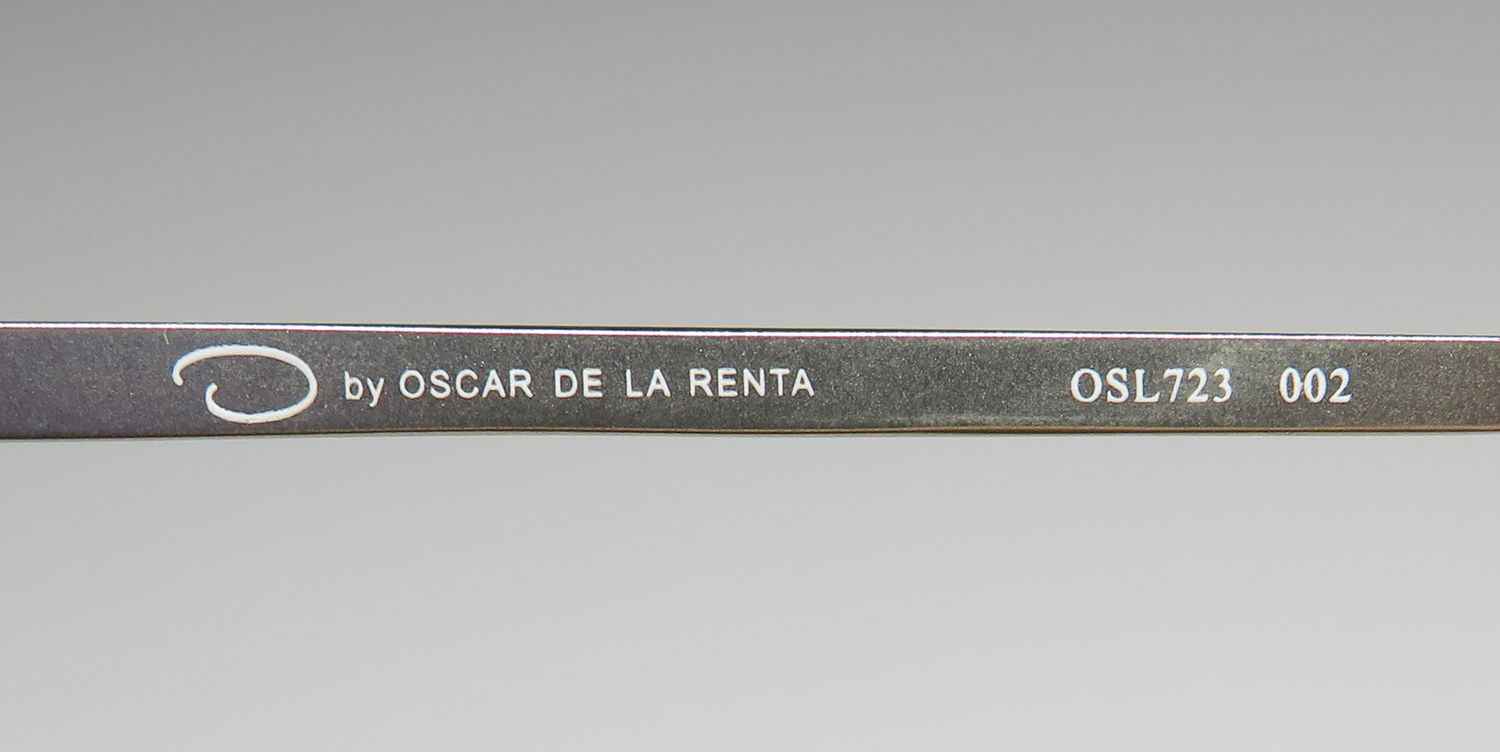 O by OSCAR DE LA RENTA OSL723 002